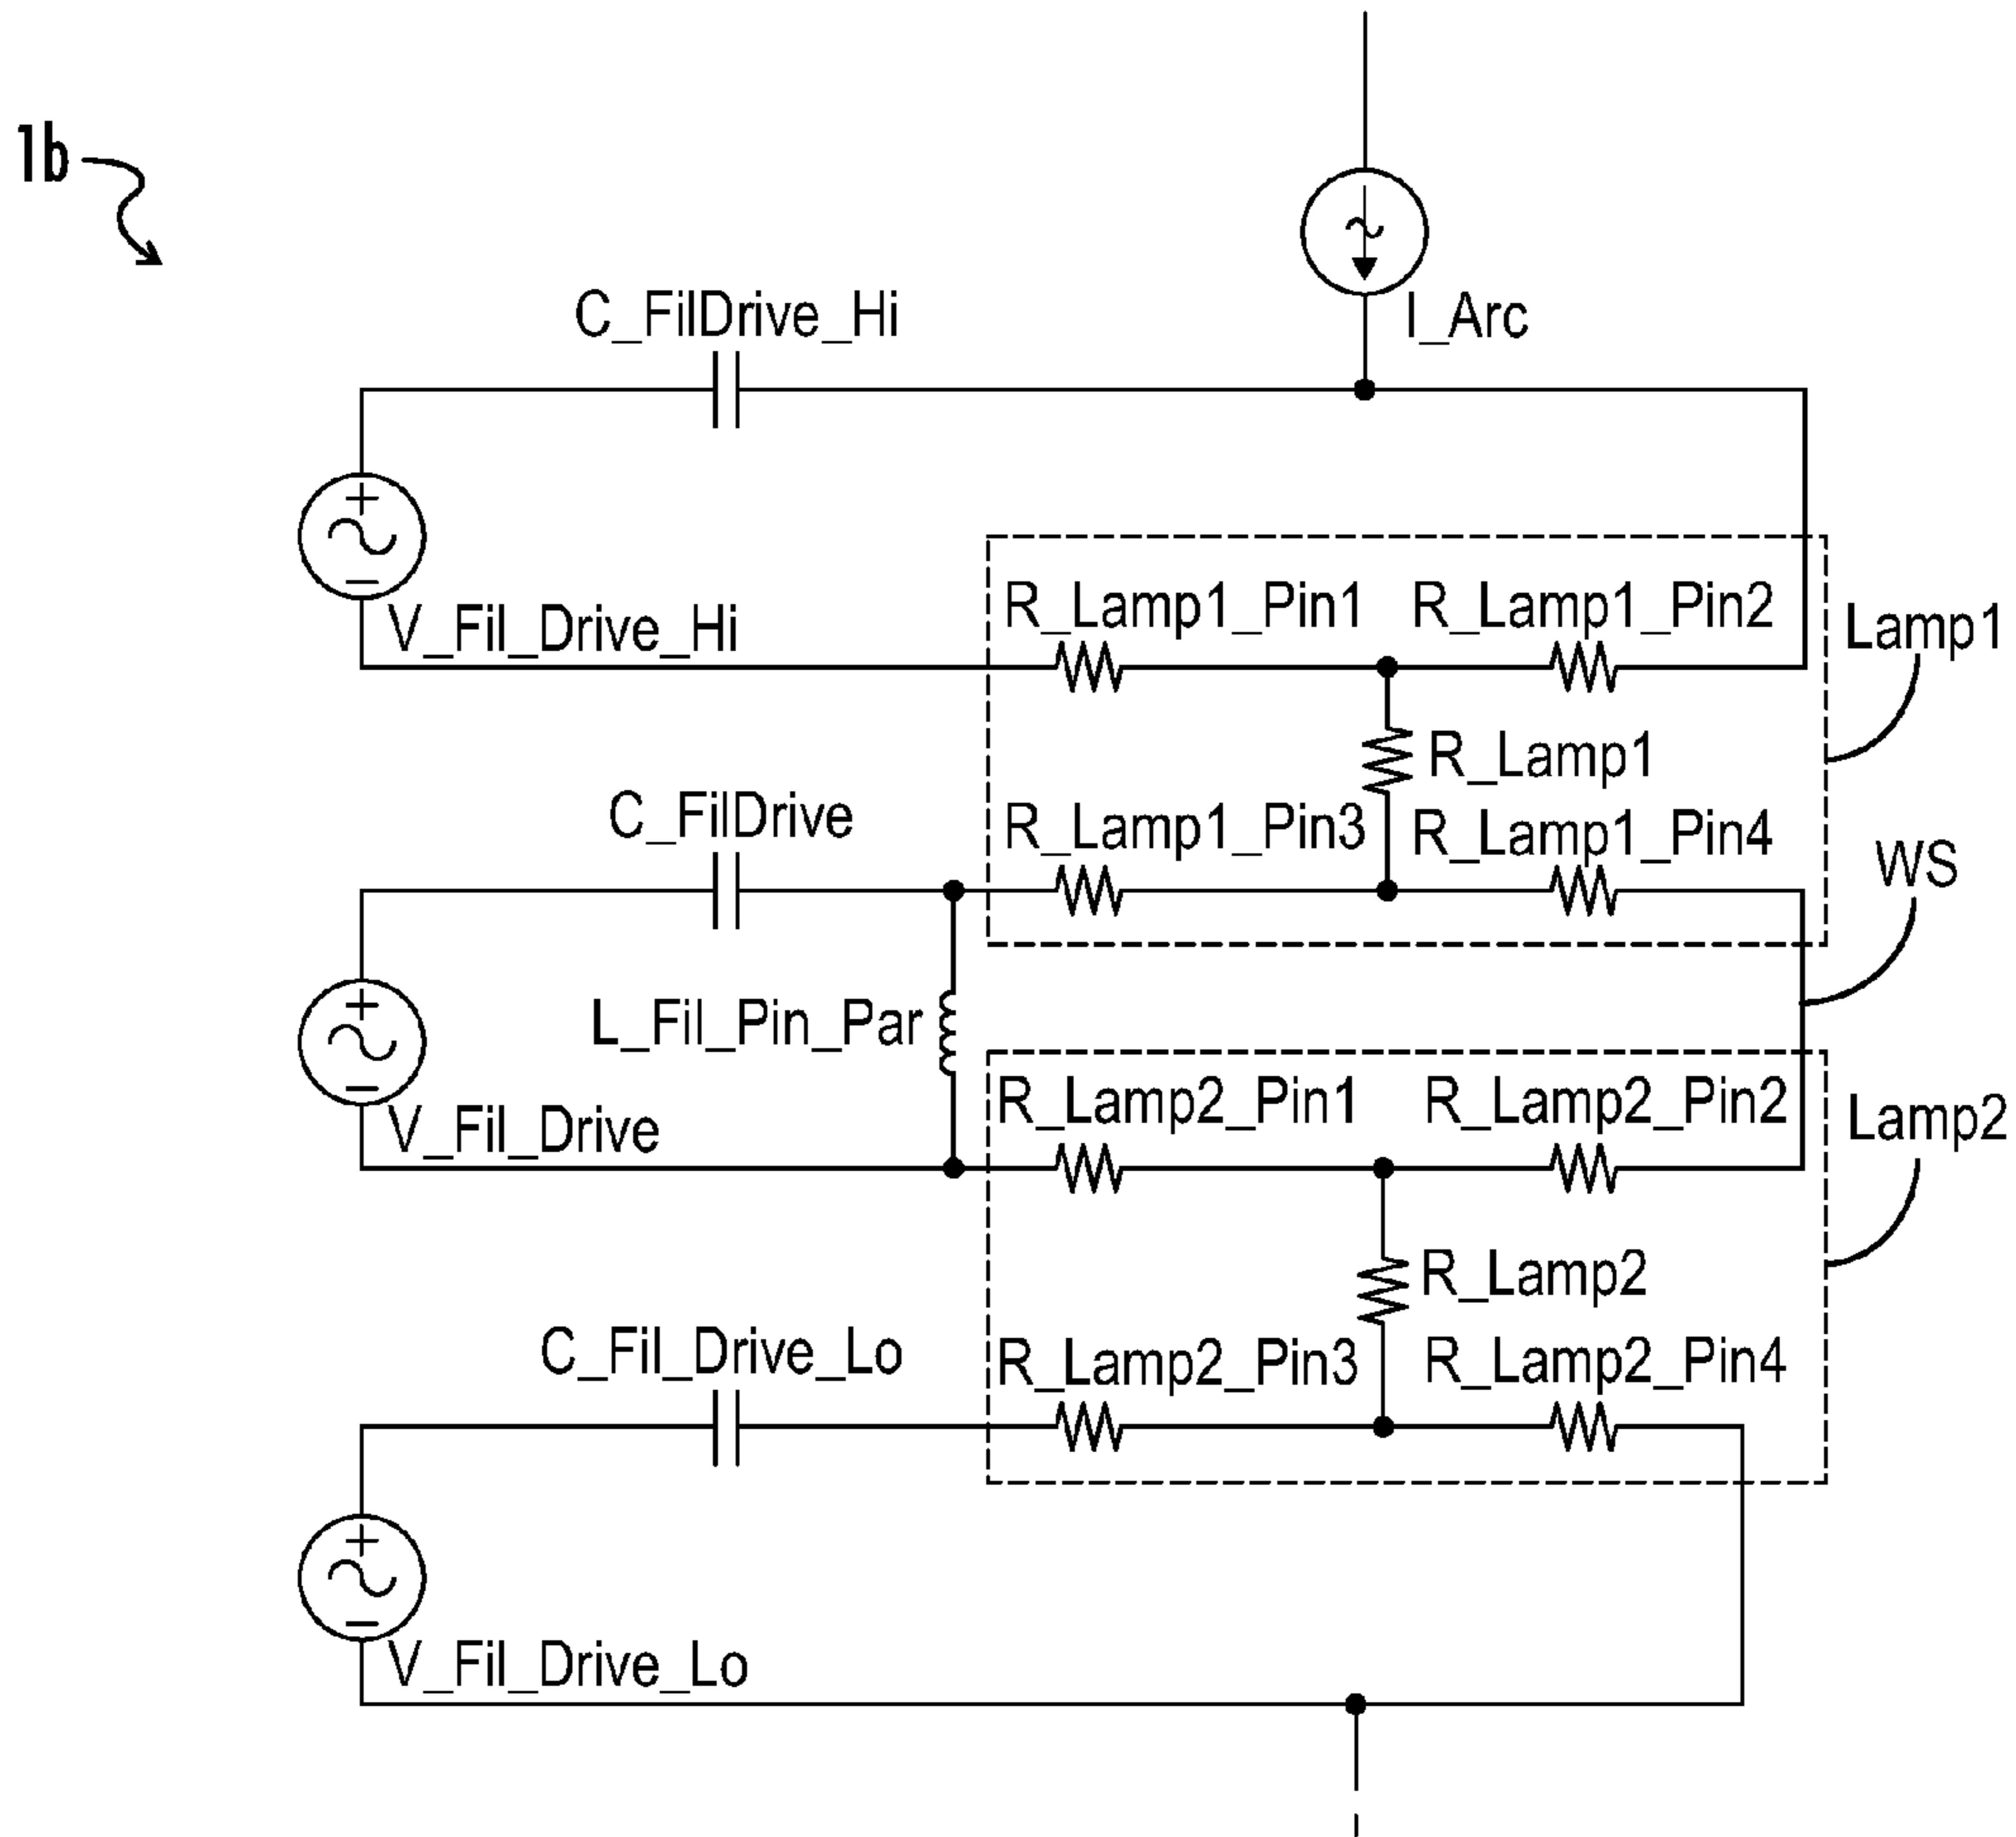 1b
C_FilDrive_Hi
I_Arc
V_Fil_Drive_Hi
R_Lamp1_Pin1
R_Lamp1_Pin2
Lamp1
R_Lamp1
C_FilDrive
R_Lamp1_Pin3
R_Lamp1_Pin4
WS
L_Fil_Pin_Par
V_Fil_Drive
R_Lamp2_Pin1
R_Lamp2_Pin2
Lamp2
R_Lamp2
C_Fil_Drive_Lo
R_Lamp2_Pin3
R_Lamp2_Pin4
V_Fil_Drive_Lo